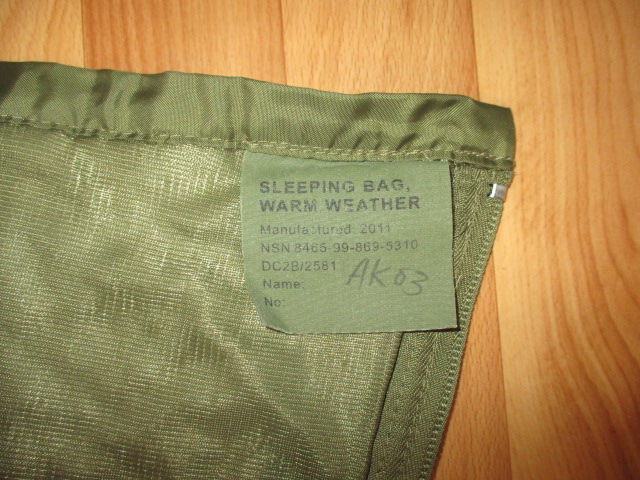 SLEEPING BAG,
WARM WEATHER
Manufactured: 2011
NSN 8465-99-869-5310
DC2B/2581
Name: AK03
No: